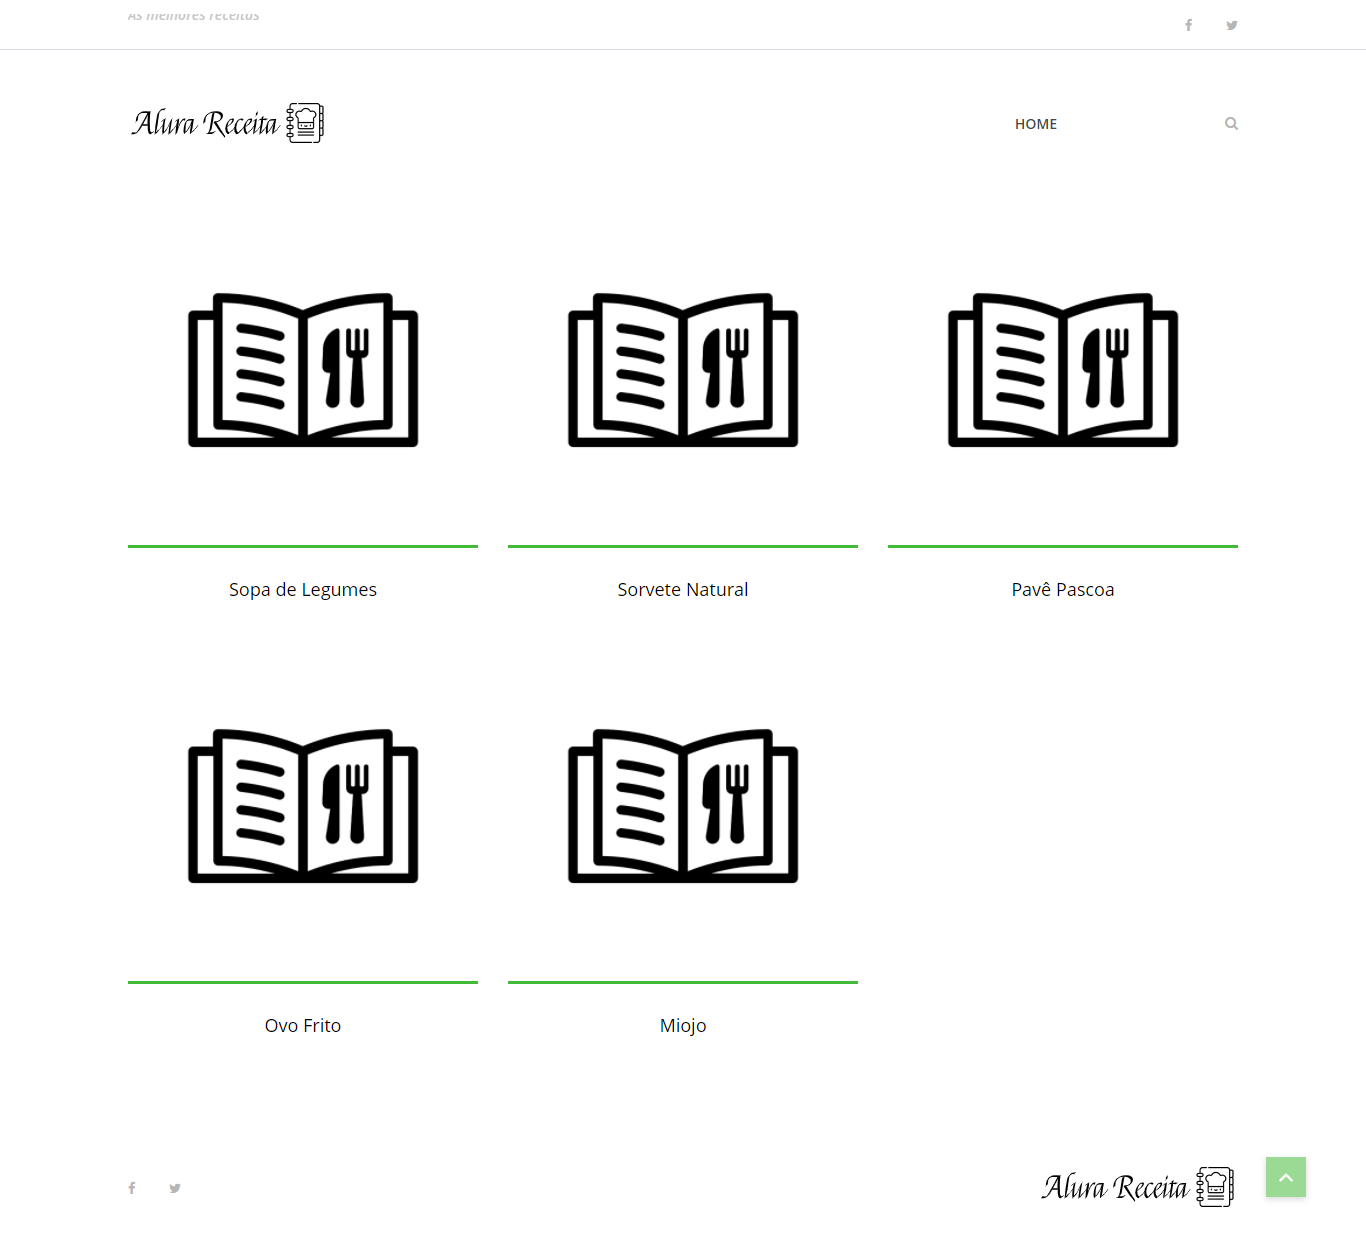 As melhores receitas
Alura Receita
HOME
Sopa de Legumes
Sorvete Natural
Pavê Pascoa
Ovo Frito
Miojo
Alura Receita